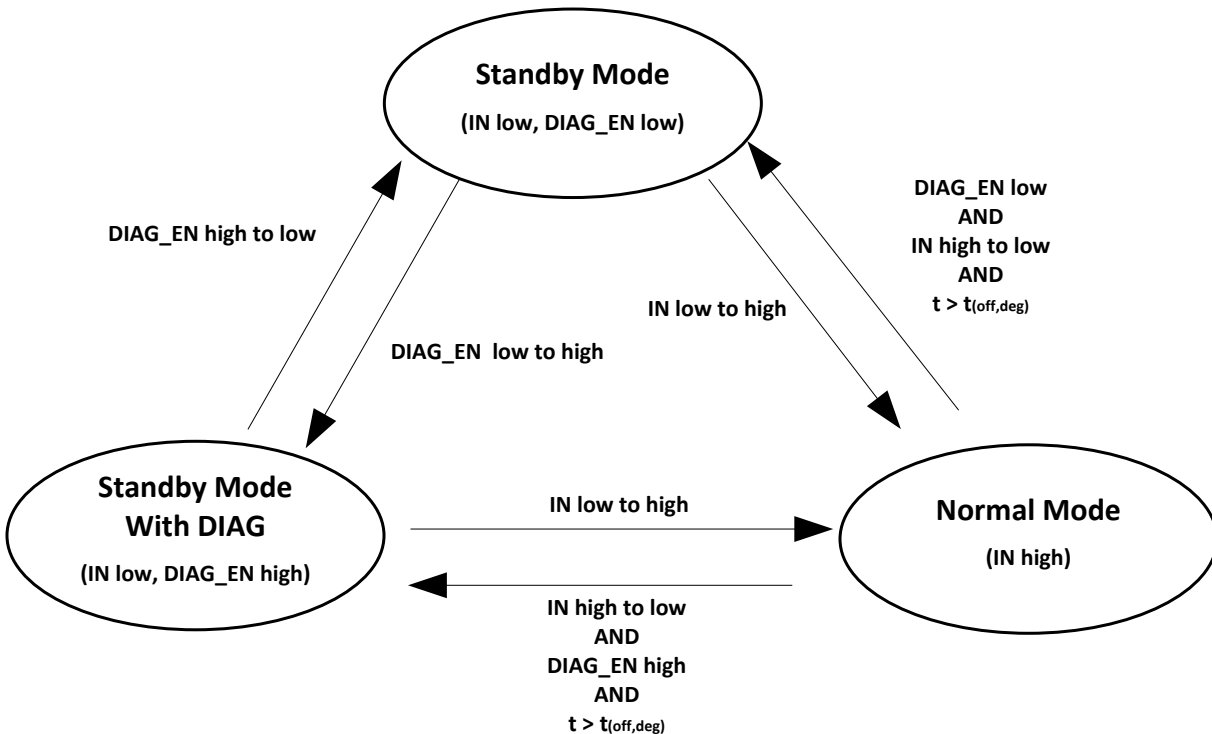 Standby Mode
(IN low, DIAG_EN low)
DIAG_EN high to low
DIAG_EN low to high
IN low to high
DIAG_EN low
AND
IN high to low
AND
t > t(off,deg)
Standby Mode
With DIAG
(IN low, DIAG_EN high)
IN low to high
Normal Mode
(IN high)
IN high to low
AND
DIAG_EN high
AND
t > t(off,deg)